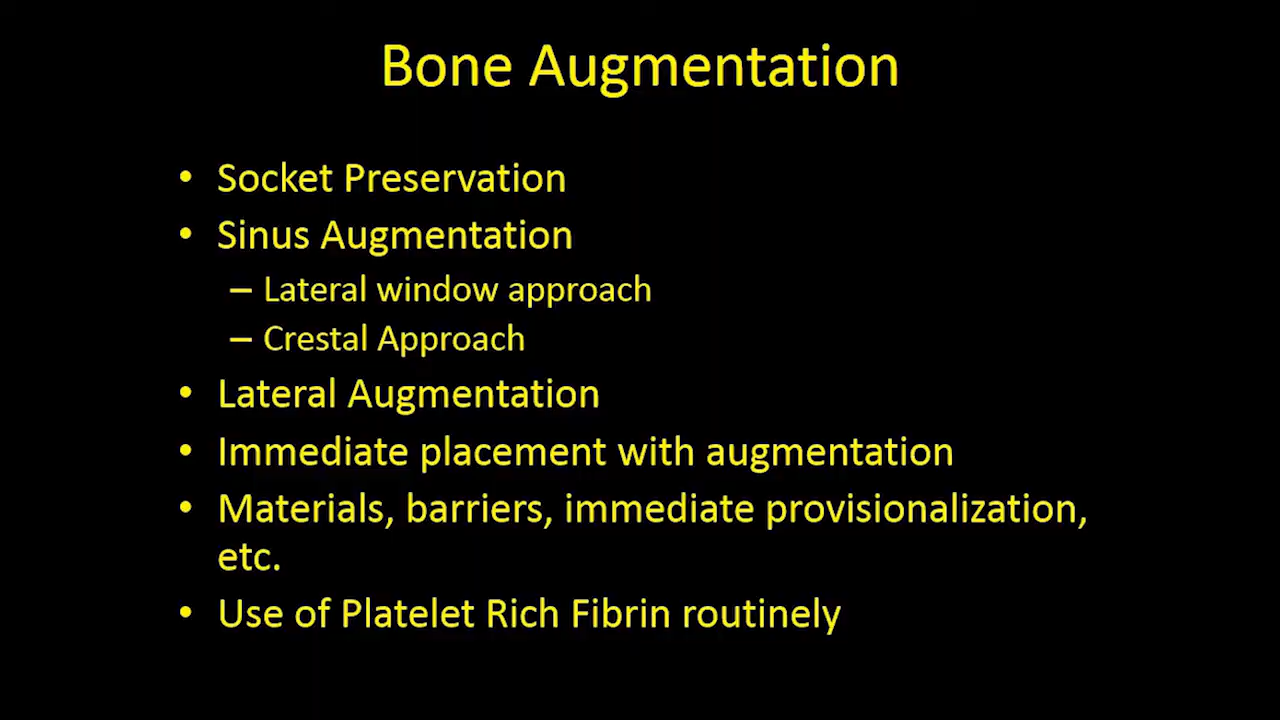 Bone Augmentation
• Socket Preservation
• Sinus Augmentation
– Lateral window approach
– Crestal Approach
• Lateral Augmentation
• Immediate placement with augmentation
• Materials, barriers, immediate provisionalization,
etc.
• Use of Platelet Rich Fibrin routinely